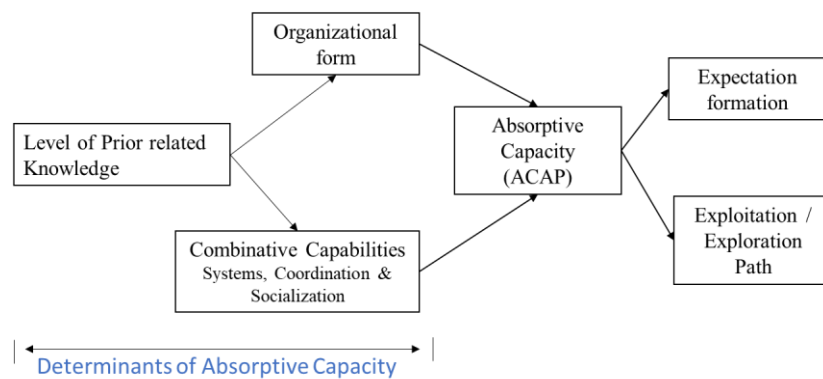 Organizational
form
Expectation
formation
Level of Prior related
Knowledge
Absorptive
Capacity
(ACAP)
Combinative Capabilities
Systems, Coordination &
Socialization
Exploitation /
Exploration
Path
Determinants of Absorptive Capacity